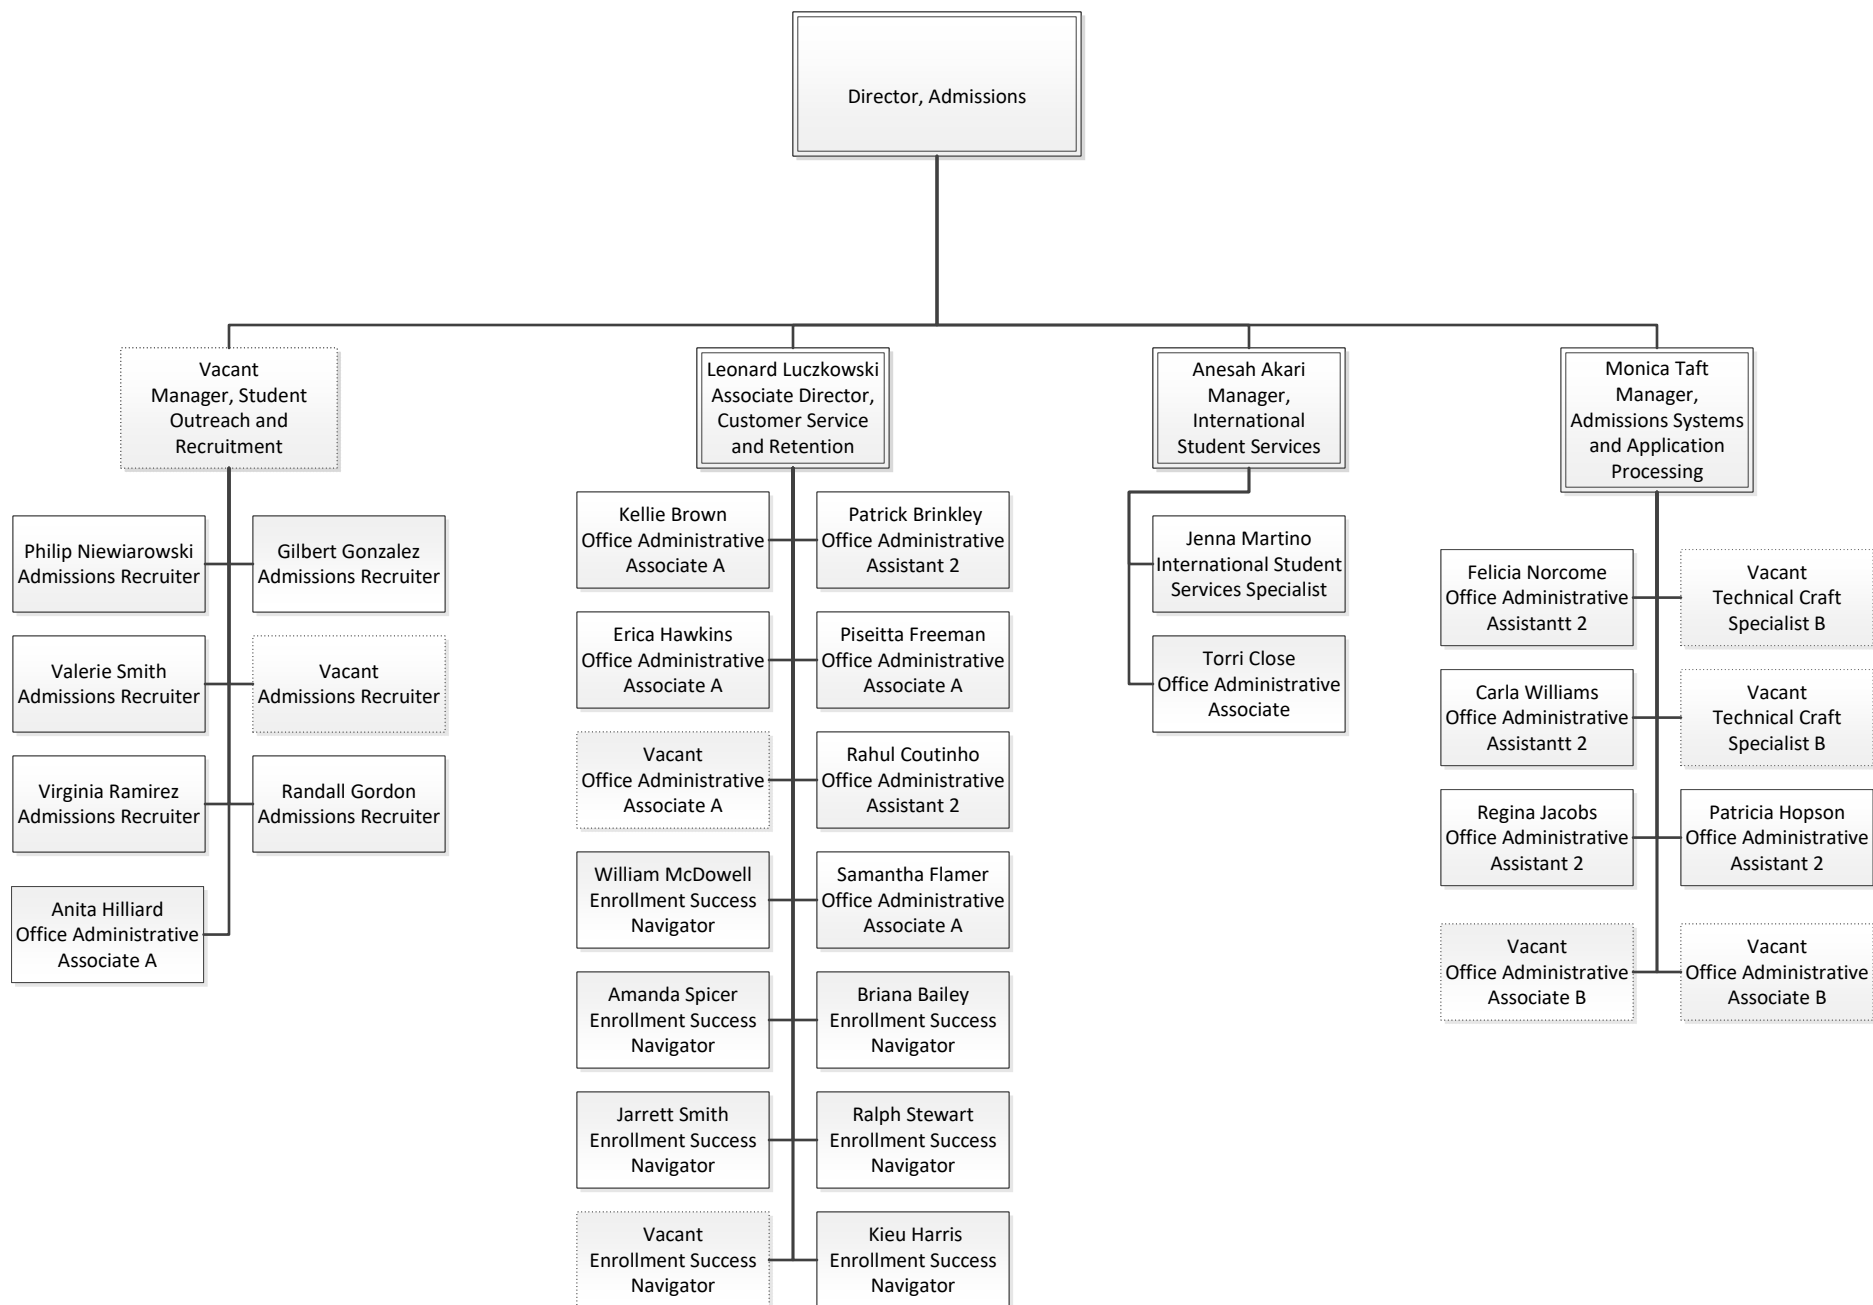 Director, Admissions
Vacant
Manager, Student
Outreach and
Recruitment
Philip Niewiarowski
Admissions Recruiter
Gilbert Gonzalez
Admissions Recruiter
Valerie Smith
Admissions Recruiter
Vacant
Admissions Recruiter
Virginia Ramirez
Admissions Recruiter
Randall Gordon
Admissions Recruiter
Anita Hilliard
Office Administrative
Associate A
Leonard Luczkowski
Associate Director,
Customer Service
and Retention
Kellie Brown
Office Administrative
Associate A
Patrick Brinkley
Office Administrative
Assistant 2
Erica Hawkins
Office Administrative
Associate A
Piseitta Freeman
Office Administrative
Associate A
Vacant
Office Administrative
Associate A
Rahul Coutinho
Office Administrative
Assistant 2
William McDowell
Enrollment Success
Navigator
Samantha Flamer
Office Administrative
Associate A
Amanda Spicer
Enrollment Success
Navigator
Briana Bailey
Enrollment Success
Navigator
Jarrett Smith
Enrollment Success
Navigator
Ralph Stewart
Enrollment Success
Navigator
Vacant
Enrollment Success
Navigator
Kieu Harris
Enrollment Success
Navigator
Anesah Akari
Manager,
International
Student Services
Jenna Martino
International Student
Services Specialist
Torri Close
Office Administrative
Associate
Monica Taft
Manager,
Admissions Systems
and Application
Processing
Felicia Norcome
Office Administrative
Assistantt 2
Vacant
Technical Craft
Specialist B
Carla Williams
Office Administrative
Assistantt 2
Vacant
Technical Craft
Specialist B
Regina Jacobs
Office Administrative
Assistant 2
Patricia Hopson
Office Administrative
Assistant 2
Vacant
Office Administrative
Associate B
Vacant
Office Administrative
Associate B